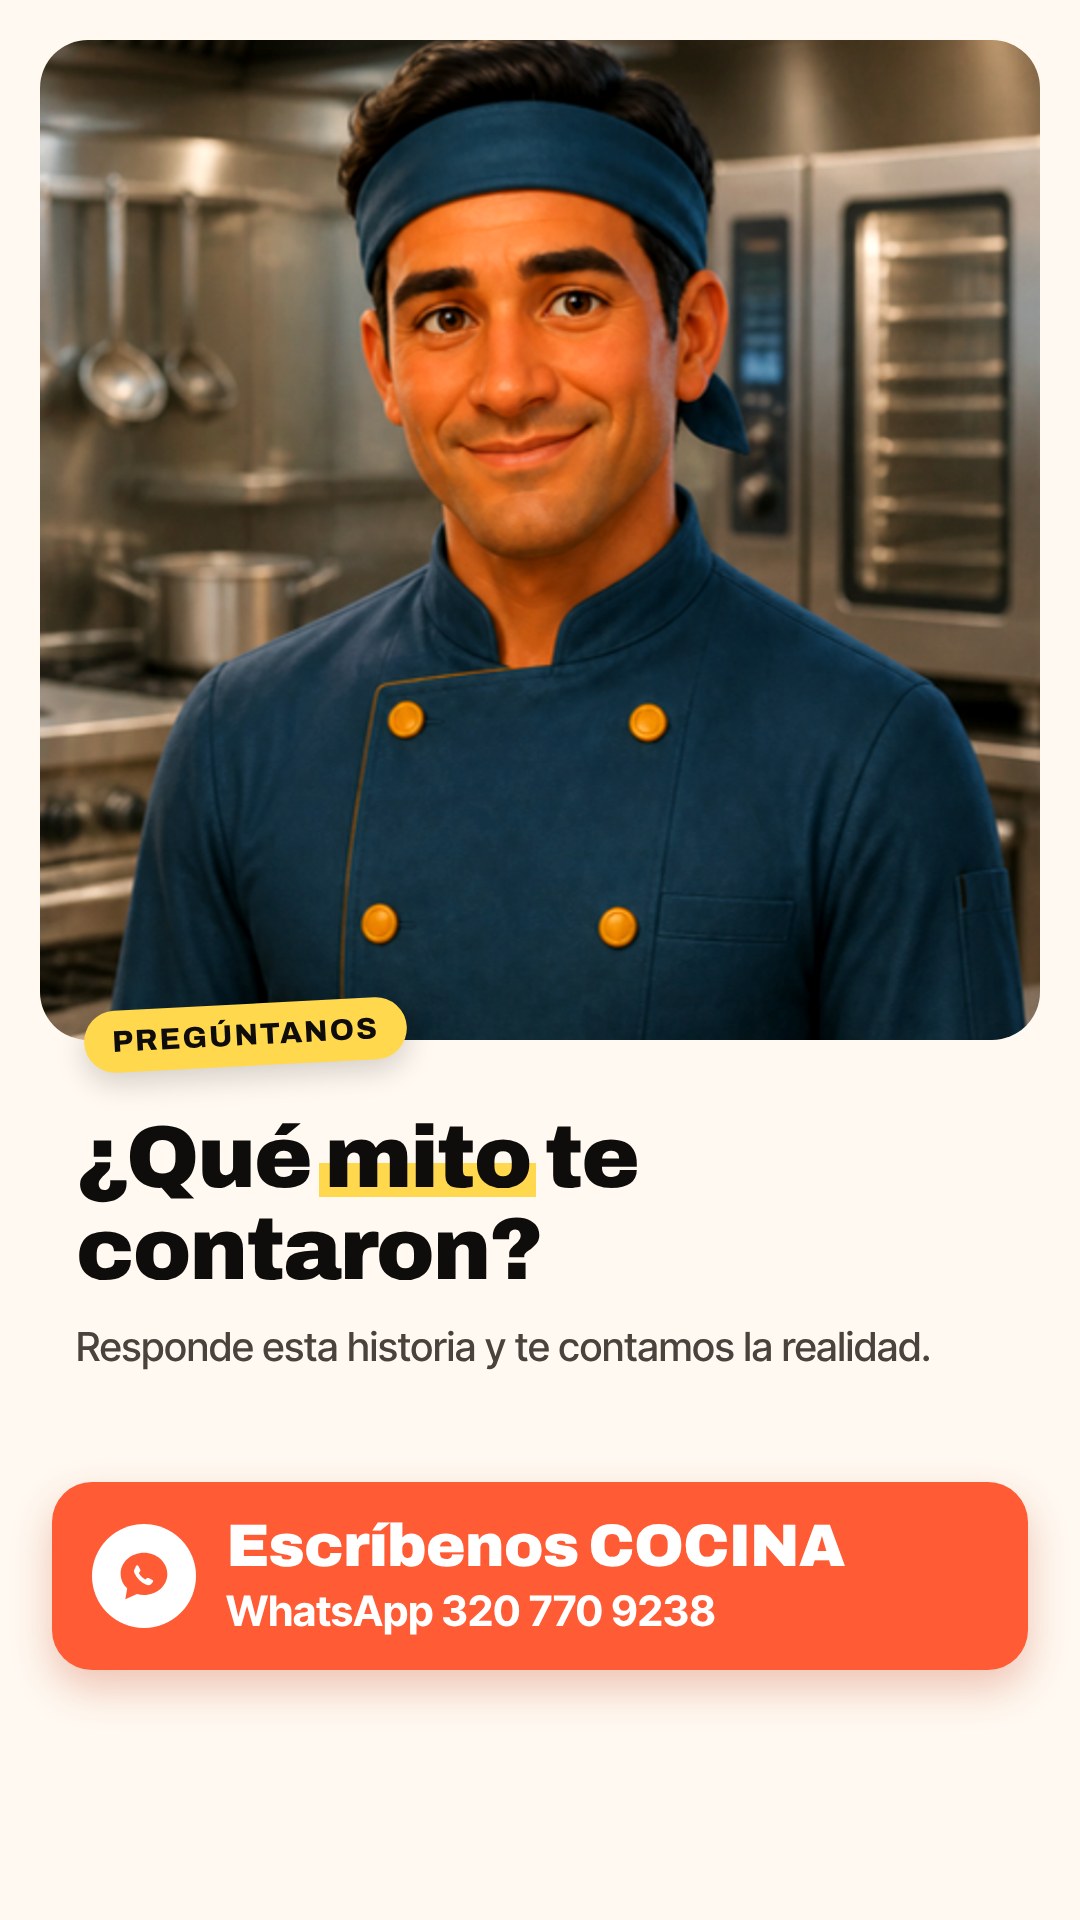 PREGÚNTANOS
¿Qué mito te
contaron?
Responde esta historia y te contamos la realidad.
Escríbenos COCINA
WhatsApp 320 770 9238